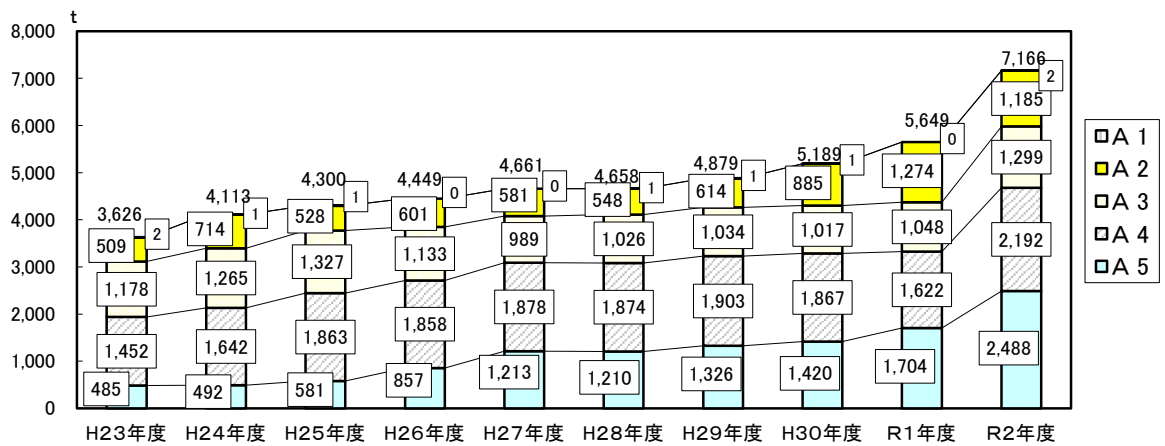 t
8,000
7,000
6,000
5,000
4,000
3,000
2,000
1,000
0
3,626 4,113 4,300 4,449 4,661 4,658 4,879 5,189 5,649 7,166
2 1 1 0 0 1 1 1 0 2
509 714 528 601 581 548 614 885 1,274 1,185
1,178 1,265 1,327 1,133 989 1,026 1,034 1,017 1,048 1,299
1,452 1,642 1,863 1,858 1,878 1,874 1,903 1,867 1,622 2,192
485 492 581 857 1,213 1,210 1,326 1,420 1,704 2,488
H23年度 H24年度 H25年度 H26年度 H27年度 H28年度 H29年度 H30年度 R1年度 R2年度
A 1
A 2
A 3
A 4
A 5